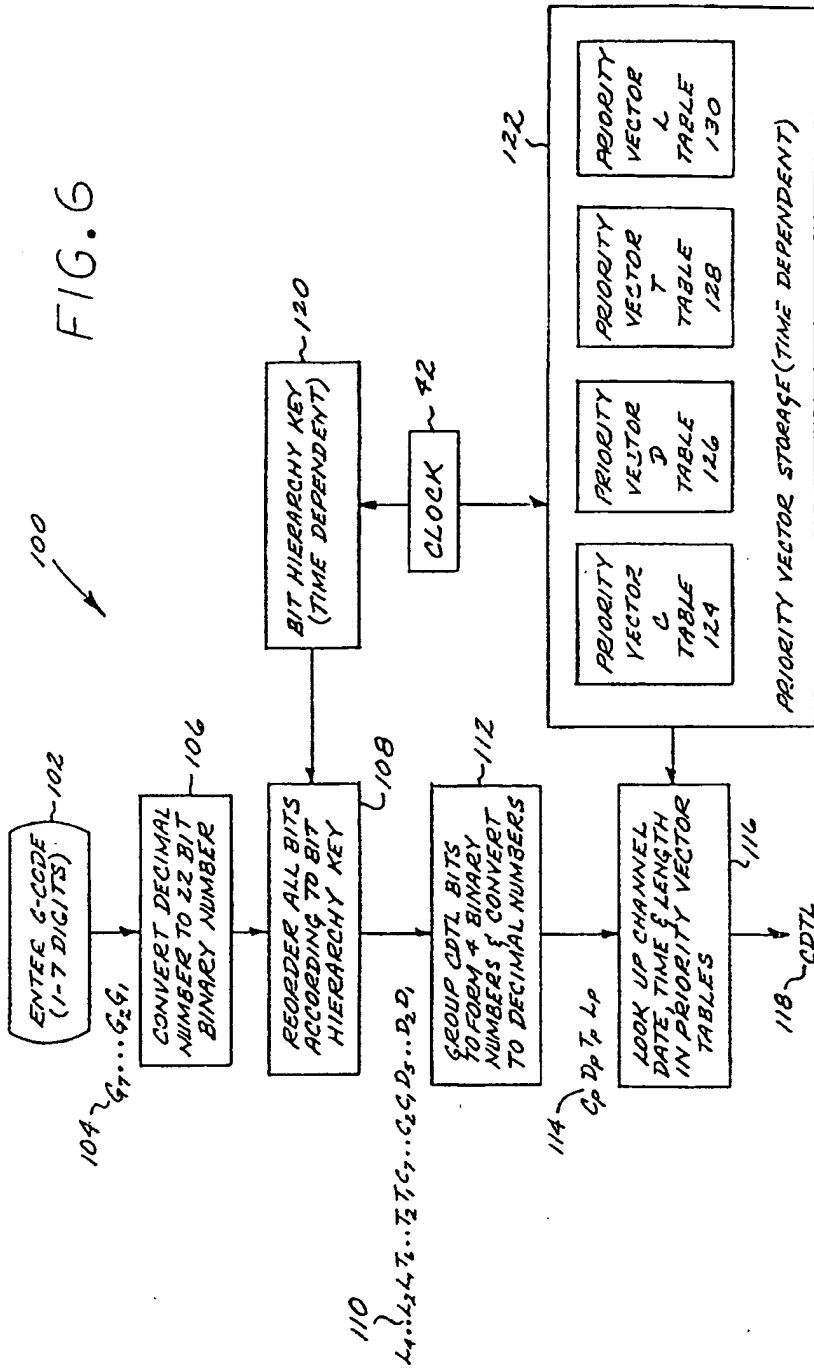 FIG. 6
100
ENTER G-CODE
(1-7 DIGITS)
102
104
G7...G2G1
CONVERT DECIMAL
NUMBER TO 22 BIT
BINARY NUMBER
106
REORDER ALL BITS
ACCORDING TO BIT
HIERARCHY KEY
108
110
L4..L2L1T6..T2T1C7..C2C1D5..D2D1
GROUP CDTL BITS
TO FORM 4 BINARY
NUMBERS & CONVERT
TO DECIMAL NUMBERS
112
114
Cp Dp Tp Lp
LOOK UP CHANNEL
DATE, TIME & LENGTH
IN PRIORITY VECTOR
TABLES
116
118
CDTL
BIT HIERARCHY KEY
(TIME DEPENDENT)
120
CLOCK
42
122
PRIORITY
VECTOR
C
TABLE
124
PRIORITY
VECTOR
D
TABLE
126
PRIORITY
VECTOR
T
TABLE
128
PRIORITY
VECTOR
L
TABLE
130
PRIORITY VECTOR STORAGE (TIME DEPENDENT)